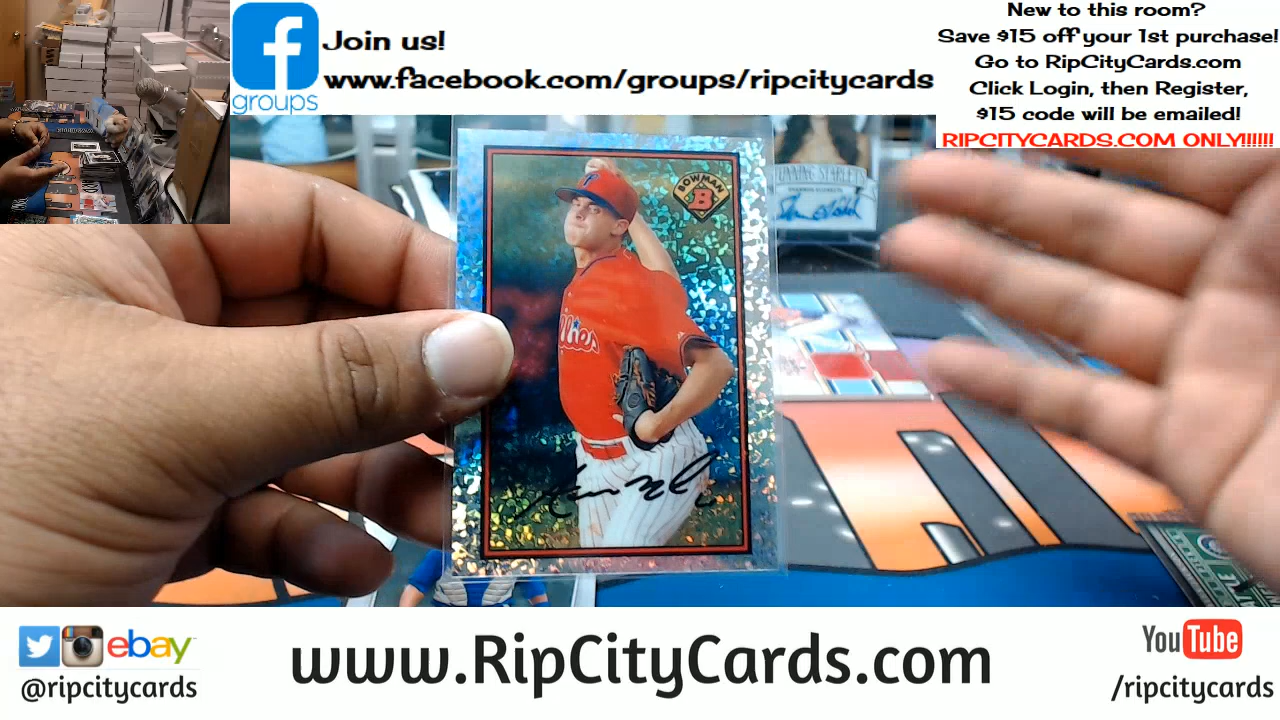 groups
Join us!
www.facebook.com/groups/ripcitycards
New to this room?
Save $15 off your 1st purchase!
Go to RipCityCards.com
Click Login, then Register,
$15 code will be emailed!
RIPCITYCARDS.COM ONLY!!!!!!
BOWMAN
B
llies
ebay
@ripcitycards
www.RipCityCards.com
YouTube
/ripcitycards